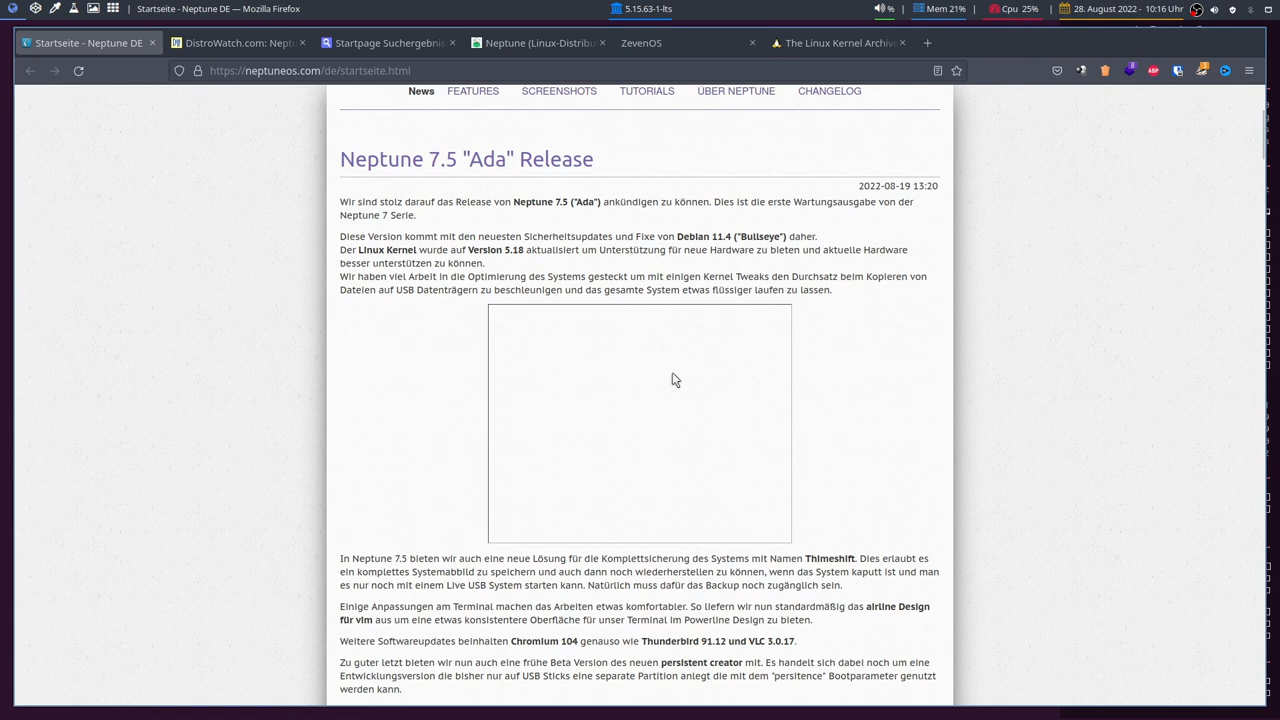 Startseite - Neptune DE — Mozilla Firefox
5.15.63-1-lts
%
Mem 21%
Cpu 25%
28. August 2022 - 10:16 Uhr
Startseite - Neptune DE
DistroWatch.com: Neptu
Startpage Suchergebnis
Neptune (Linux-Distribu
ZevenOS
The Linux Kernel Archive
https://neptuneos.com/de/startseite.html
News FEATURES SCREENSHOTS TUTORIALS ÜBER NEPTUNE CHANGELOG
Neptune 7.5 "Ada" Release
2022-08-19 13:20
Wir sind stolz darauf das Release von Neptune 7.5 ("Ada") ankündigen zu können. Dies ist die erste Wartungsausgabe von der
Neptune 7 Serie.
Diese Version kommt mit den neuesten Sicherheitsupdates und Fixe von Debian 11.4 ("Bullseye") daher.
Der Linux Kernel wurde auf Version 5.18 aktualisiert um Unterstützung für neue Hardware zu bieten und aktuelle Hardware
besser unterstützen zu können.
Wir haben viel Arbeit in die Optimierung des Systems gesteckt um mit einigen Kernel Tweaks den Durchsatz beim Kopieren von
Dateien auf USB Datenträgern zu beschleunigen und das gesamte System etwas flüssiger laufen zu lassen.
In Neptune 7.5 bieten wir auch eine neue Lösung für die Komplettsicherung des Systems mit Namen Thimeshift. Dies erlaubt es
ein komplettes Systemabbild zu speichern und auch dann noch wiederherstellen zu können, wenn das System kaputt ist und man
es nur noch mit einem Live USB System starten kann. Natürlich muss dafür das Backup noch zugänglich sein.
Einige Anpassungen am Terminal machen das Arbeiten etwas komfortabler. So liefern wir nun standardmäßig das airline Design
für vim aus um eine etwas konsistentere Oberfläche für unser Terminal im Powerline Design zu bieten.
Weitere Softwareupdates beinhalten Chromium 104 genauso wie Thunderbird 91.12 und VLC 3.0.17.
Zu guter letzt bieten wir nun auch eine frühe Beta Version des neuen persistent creator mit. Es handelt sich dabei noch um eine
Entwicklungsversion die bisher nur auf USB Sticks eine separate Partition anlegt die mit dem "persitence" Bootparameter genutzt
werden kann.